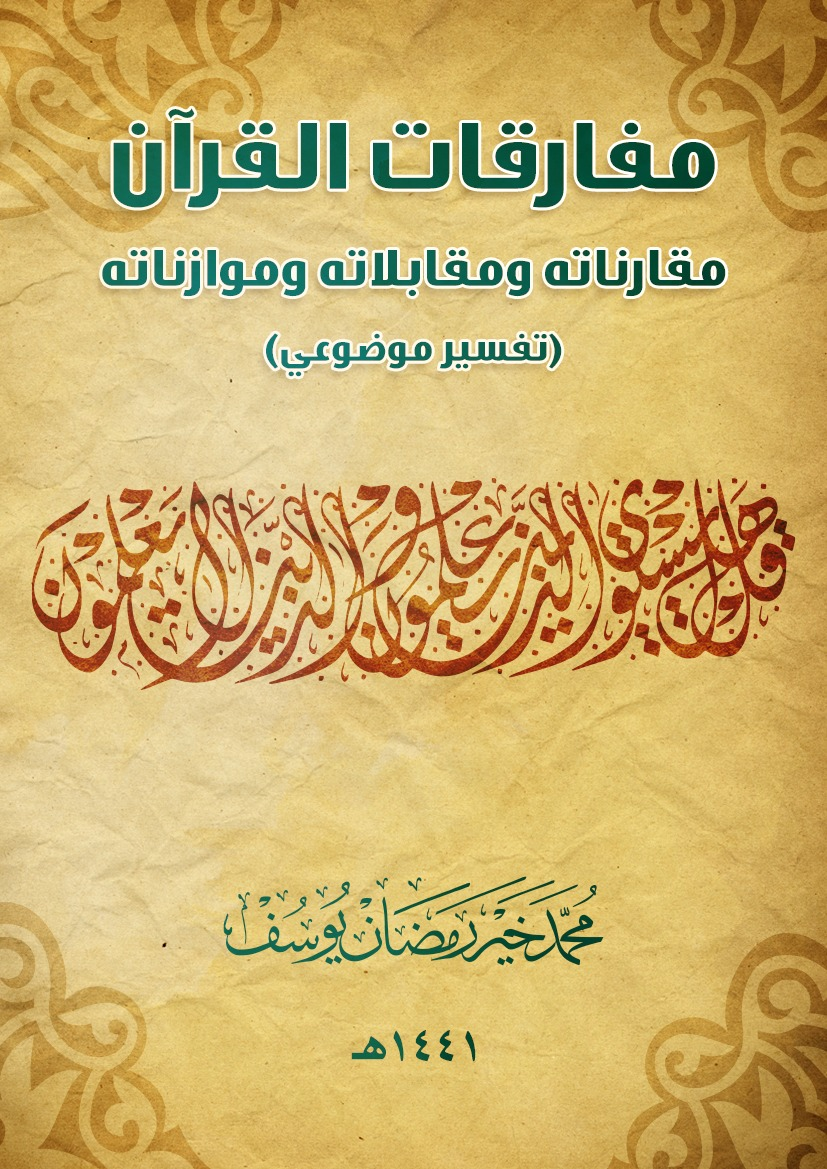 مفارقات القرآن
مقارناته ومقابلاته وموازناته
(تفسير موضوعي)
قل هل يستوي الذين يعلمون والذين لا يعلمون
محمد خير رمضان يوسف
١٤٤١هـ